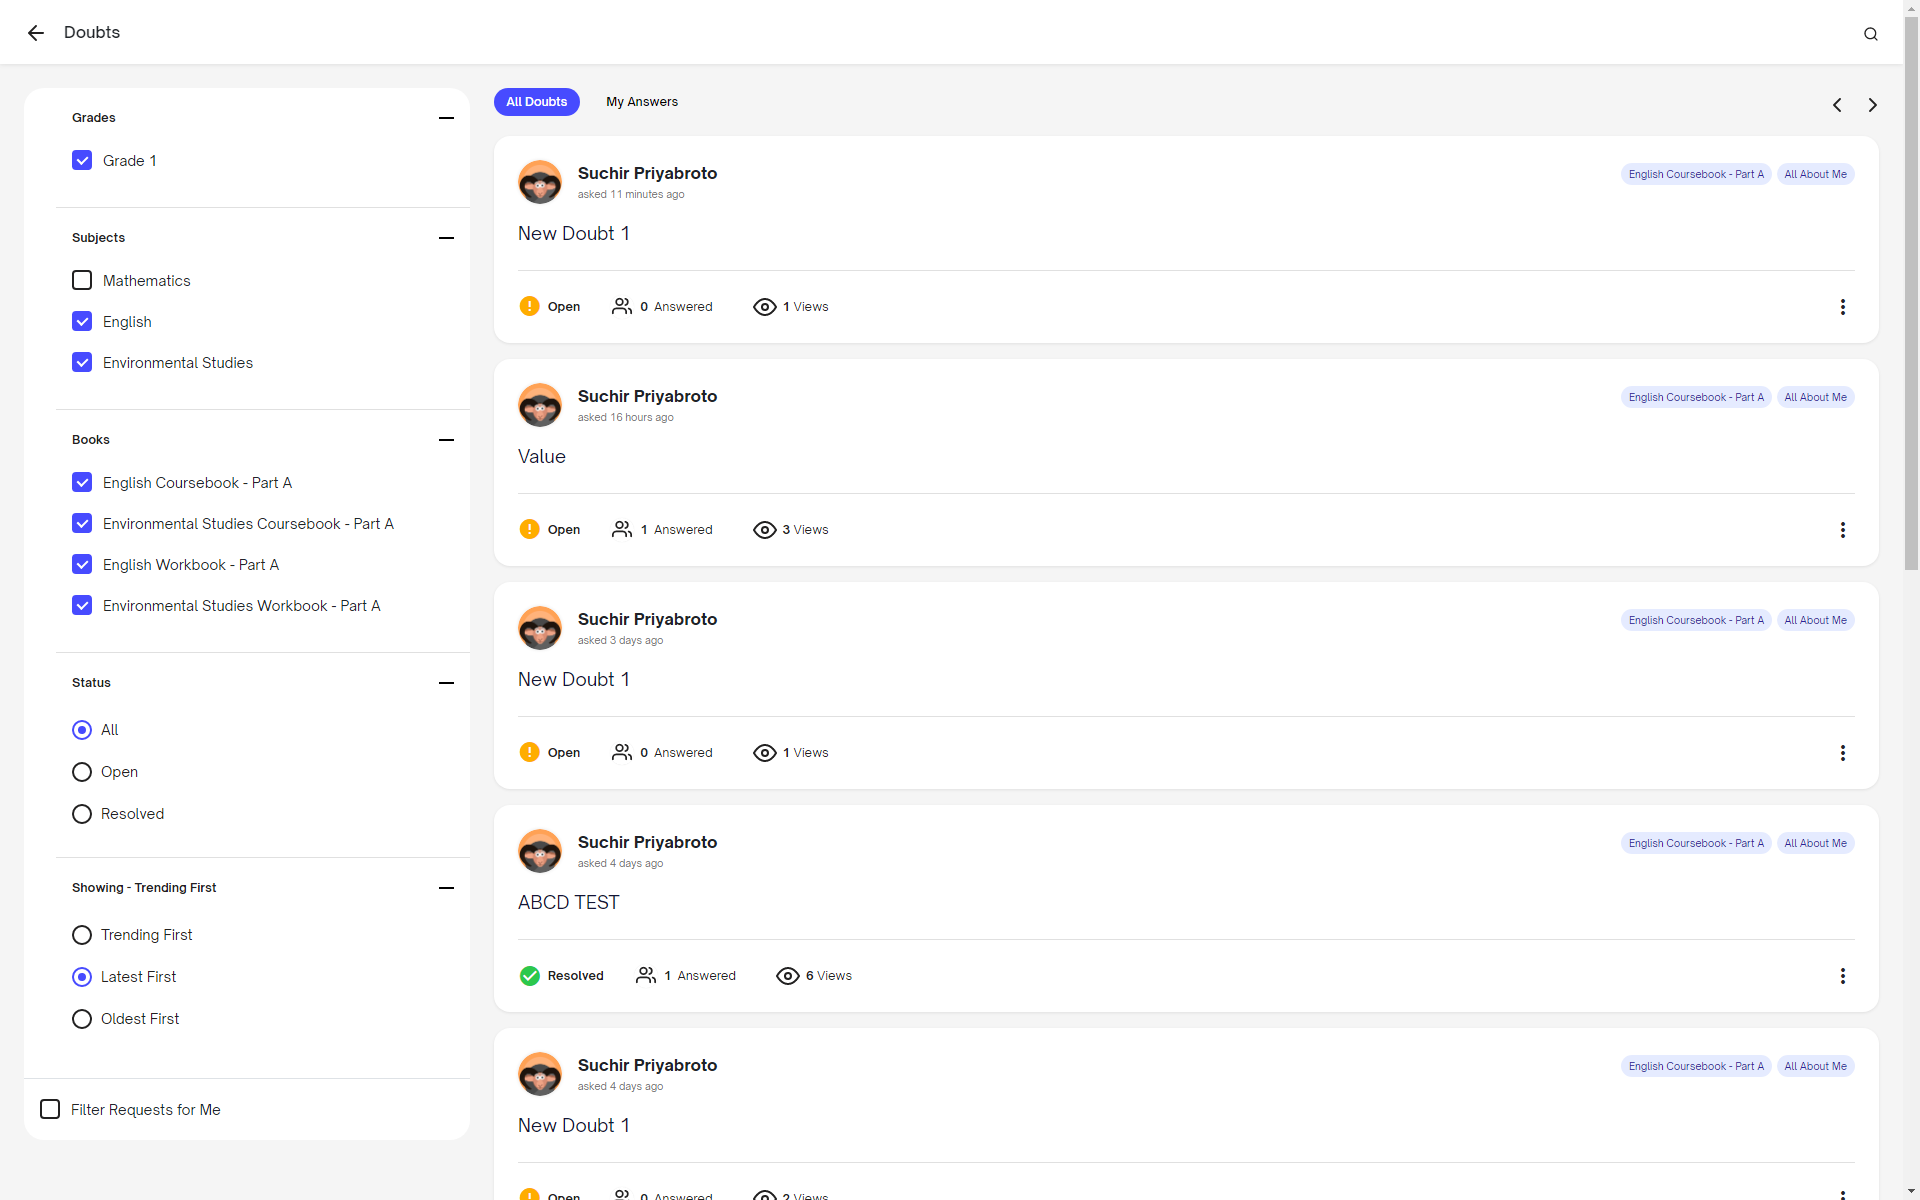 Doubts
Grades
Grade 1
Subjects
Mathematics
English
Environmental Studies
Books
English Coursebook - Part A
Environmental Studies Coursebook - Part A
English Workbook - Part A
Environmental Studies Workbook - Part A
Status
All
Open
Resolved
Showing - Trending First
Trending First
Latest First
Oldest First
Filter Requests for Me
All Doubts My Answers
Suchir Priyabroto English Coursebook - Part A All About Me
asked 11 minutes ago
New Doubt 1
Open 0 Answered 1 Views
Suchir Priyabroto English Coursebook - Part A All About Me
asked 16 hours ago
Value
Open 1 Answered 3 Views
Suchir Priyabroto English Coursebook - Part A All About Me
asked 3 days ago
New Doubt 1
Open 0 Answered 1 Views
Suchir Priyabroto English Coursebook - Part A All About Me
asked 4 days ago
ABCD TEST
Resolved 1 Answered 6 Views
Suchir Priyabroto English Coursebook - Part A All About Me
asked 4 days ago
New Doubt 1
Open 0 Answered 2 Views